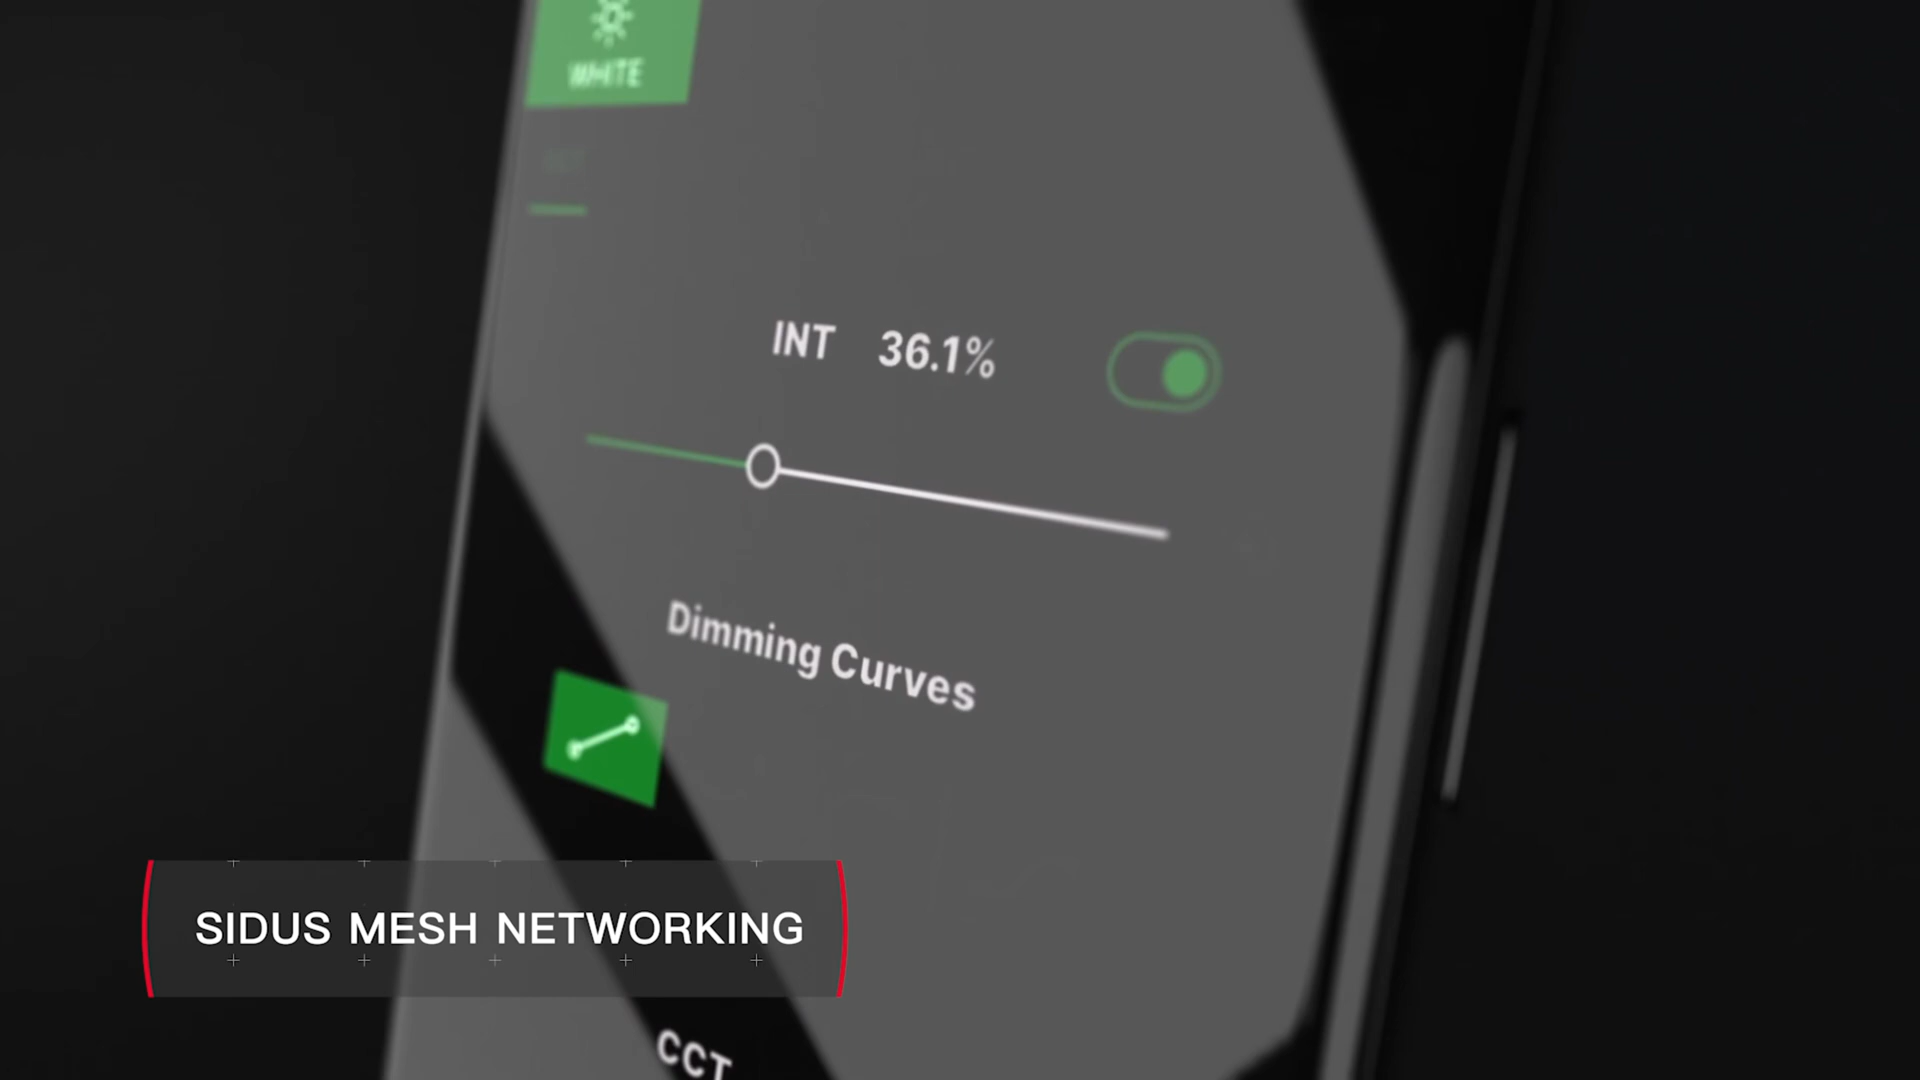 WHITE
INT 36.1%
Dimming Curves
SIDUS MESH NETWORKING
CCT